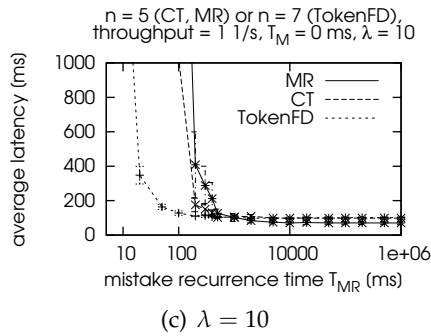 n = 5 (CT, MR) or n = 7 (TokenFD),
throughput = 1 1/s, T_M = 0 ms, λ = 10
average latency (ms)
1000
800
600
400
200
0
MR
CT
TokenFD
10 100 10000 1e+06
mistake recurrence time T_MR [ms]
(c) λ = 10